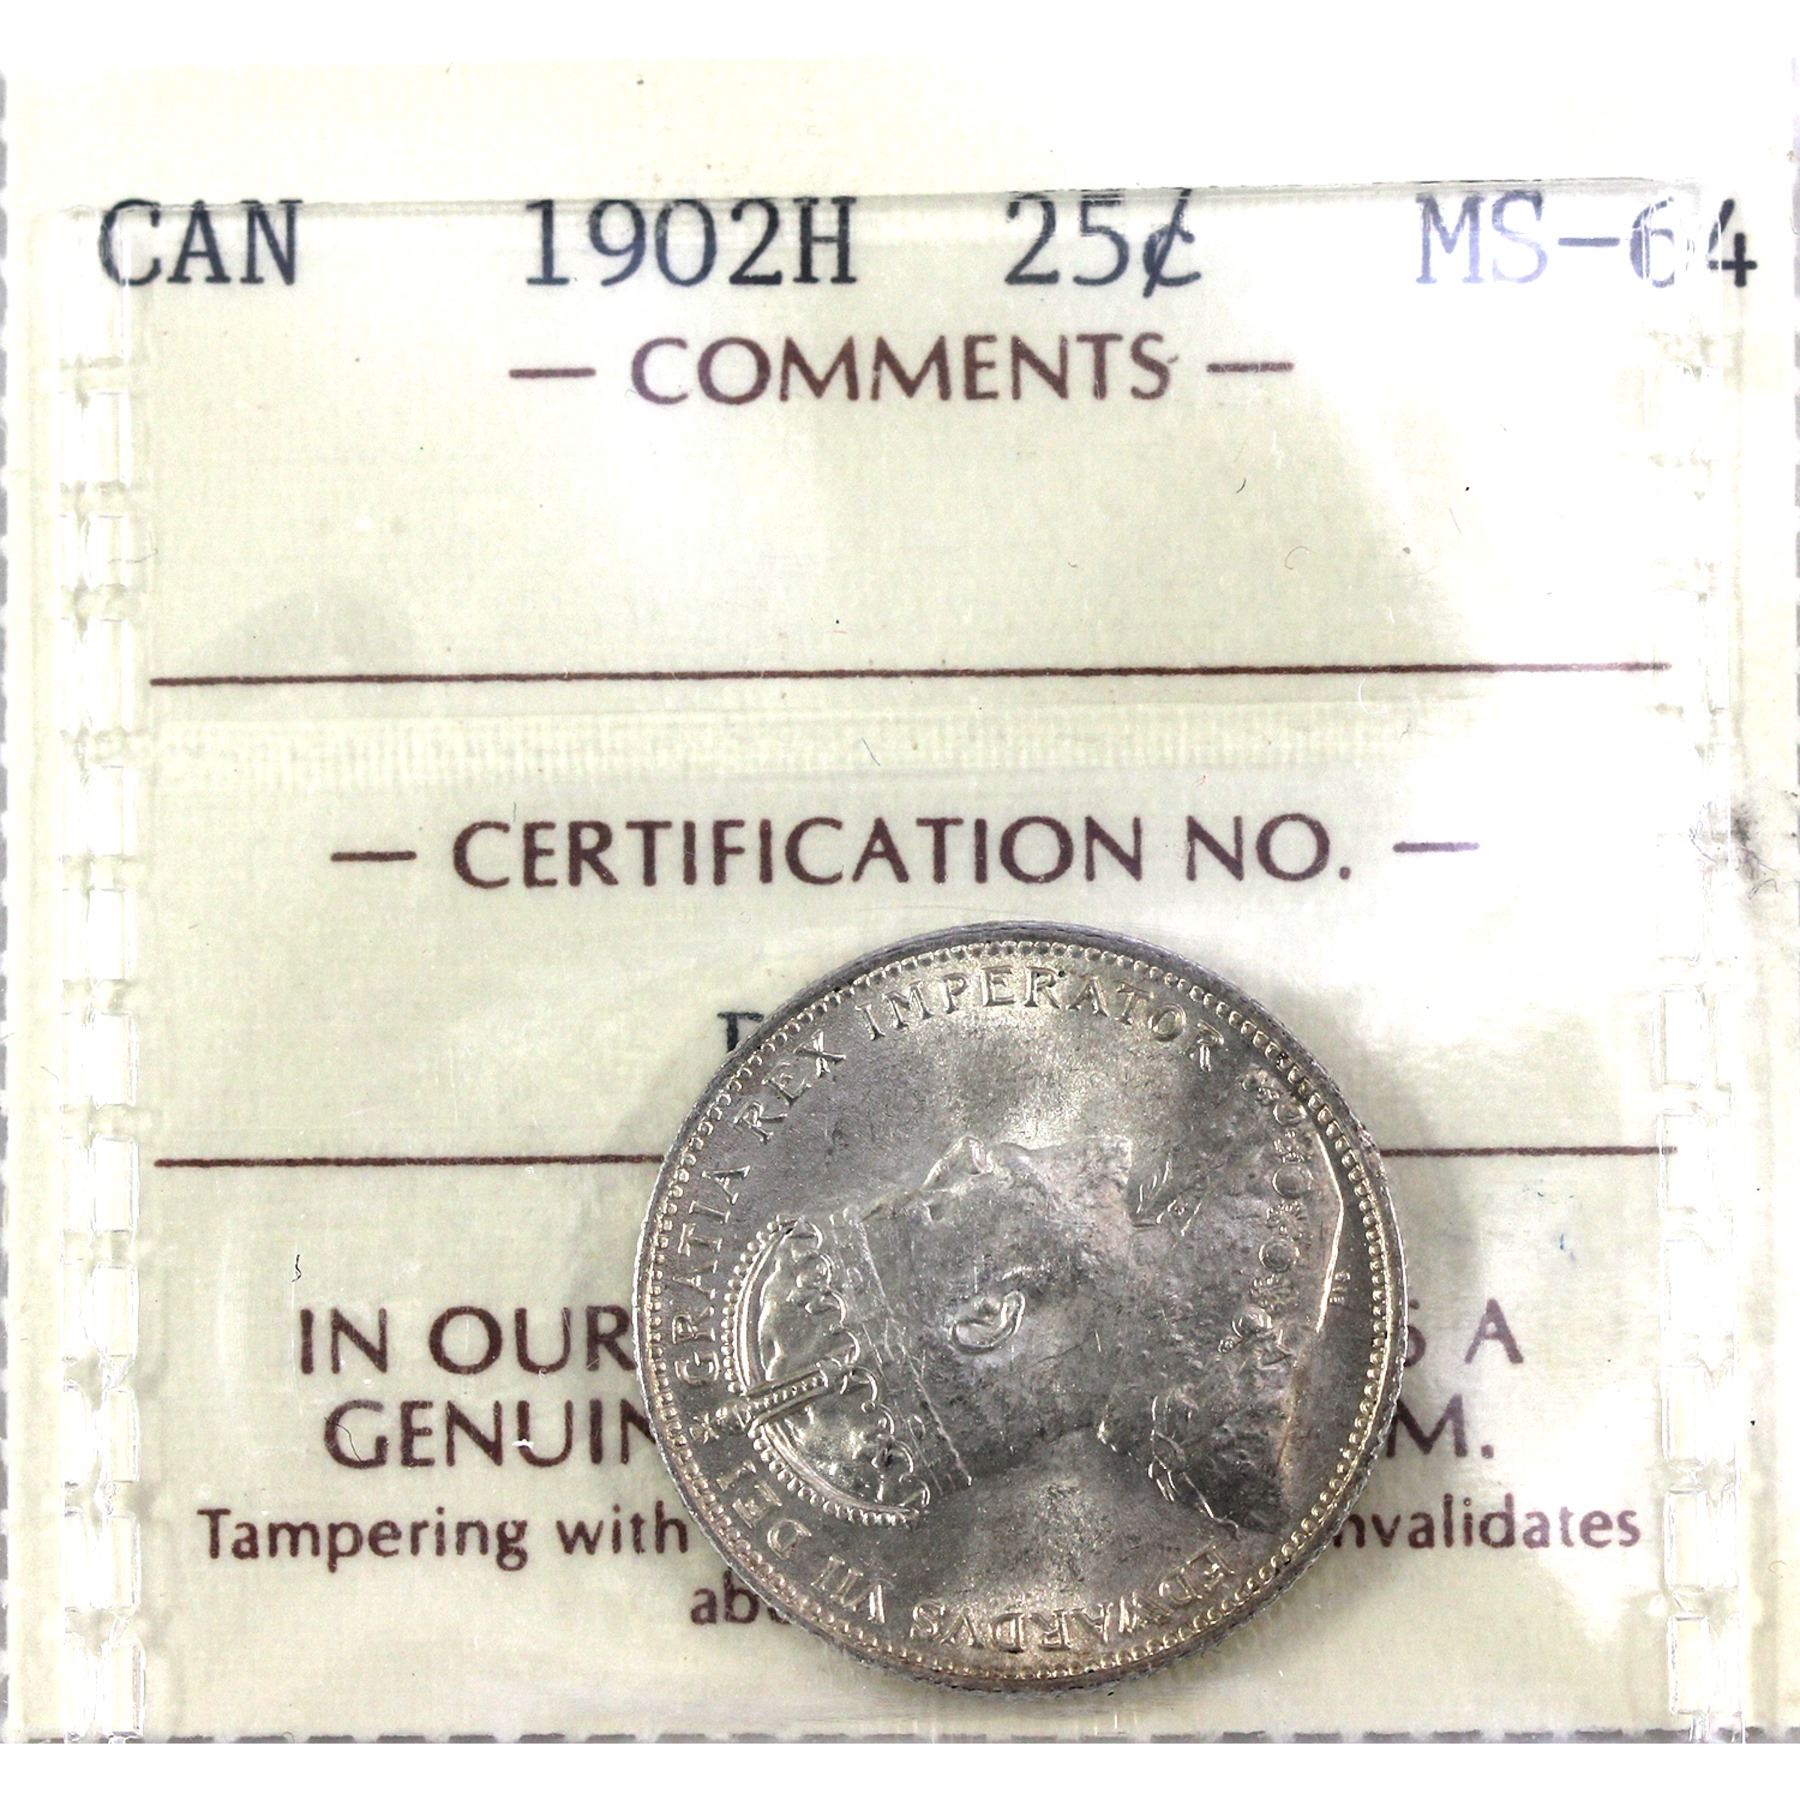 CAN 1902H 25¢ MS-64
— COMMENTS —
— CERTIFICATION NO. —
IN OUR A
GENUIN M.
Tampering with nvalidates
EDWARDVS VII DEI GRATIA REX IMPERATOR